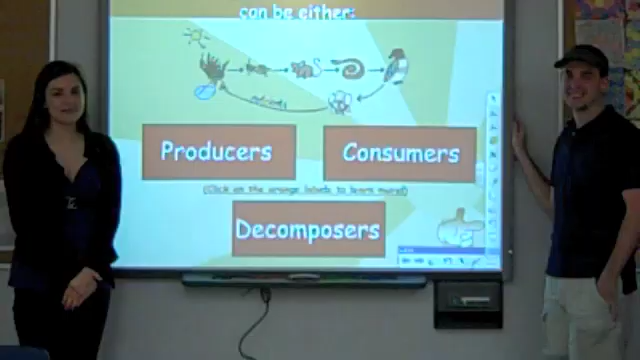 can be either:
Producers
Consumers
(Click on the orange labels to learn more!)
Decomposers